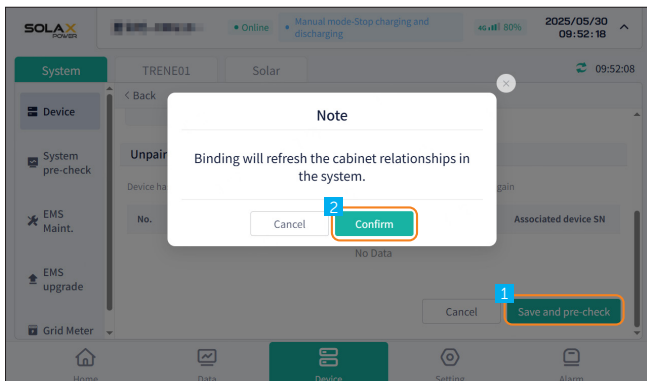 SOLAX
POWER
Online
Manual mode-Stop charging and
discharging
4G 80%
2025/05/30
09:52:18
System
TRENE01
Solar
09:52:08
< Back
Device
System
pre-check
EMS
Maint.
EMS
upgrade
Grid Meter
Note
Binding will refresh the cabinet relationships in
the system.
2
Cancel
Confirm
Unpair
Device ha
gain
No.
Associated device SN
No Data
1
Cancel
Save and pre-check
Home
Data
Device
Setting
Alarm